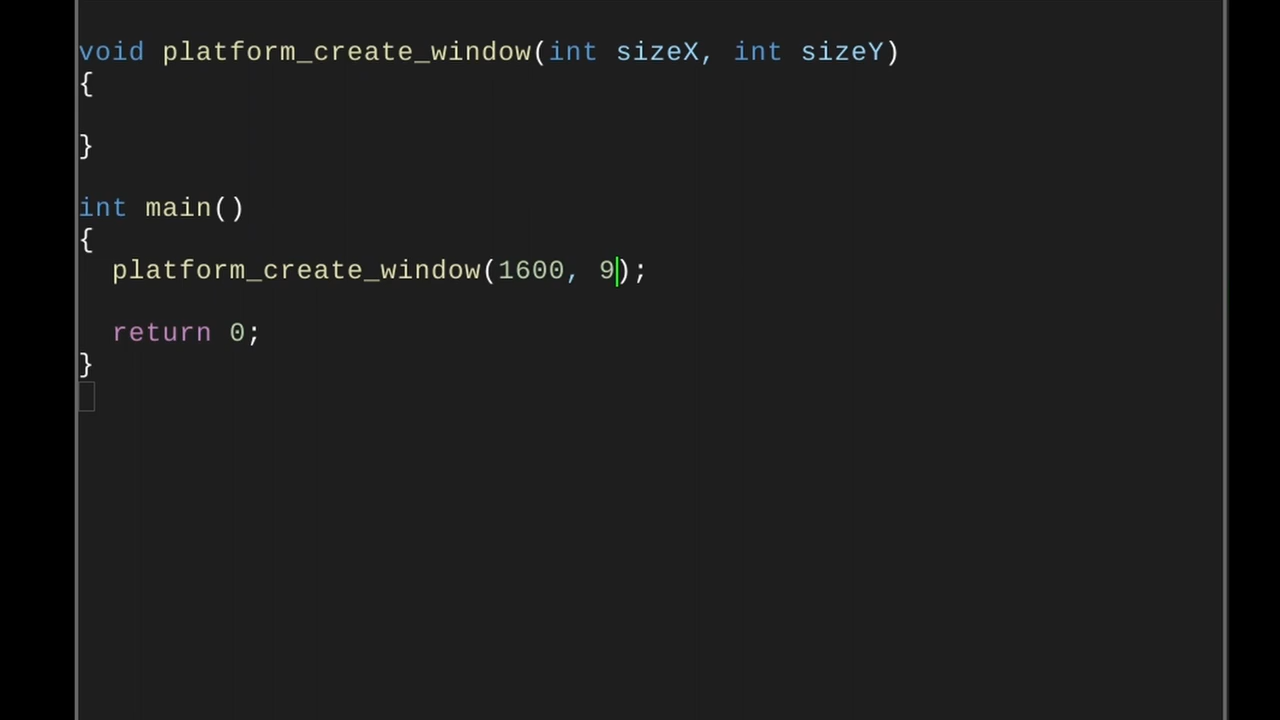 void platform_create_window(int sizeX, int sizeY)
{
}
int main()
{
platform_create_window(1600, 9);
return 0;
}